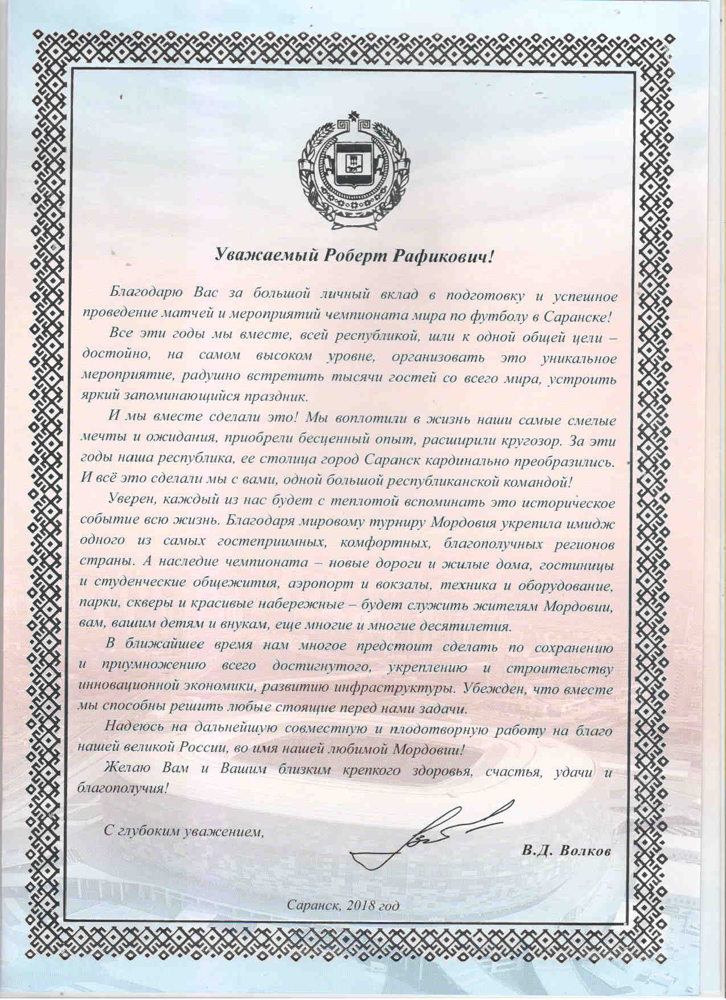 Уважаемый Роберт Рафикович!
Благодарю Вас за большой личный вклад в подготовку и успешное
проведение матчей и мероприятий чемпионата мира по футболу в Саранске!
Все эти годы мы вместе, всей республикой, шли к одной общей цели –
достойно, на самом высоком уровне, организовать это уникальное
мероприятие, радушно встретить тысячи гостей со всего мира, устроить
яркий запоминающийся праздник.
И мы вместе сделали это! Мы воплотили в жизнь наши самые смелые
мечты и ожидания, приобрели бесценный опыт, расширили кругозор. За эти
годы наша республика, ее столица город Саранск кардинально преобразились.
И всё это сделали мы с вами, одной большой республиканской командой!
Уверен, каждый из нас будет с теплотой вспоминать это историческое
событие всю жизнь. Благодаря мировому турниру Мордовия укрепила имидж
одного из самых гостеприимных, комфортных, благополучных регионов
страны. А наследие чемпионата – новые дороги и жилые дома, гостиницы
и студенческие общежития, аэропорт и вокзалы, техника и оборудование,
парки, скверы и красивые набережные – будет служить жителям Мордовии,
вам, вашим детям и внукам, еще многие и многие десятилетия.
В ближайшее время нам многое предстоит сделать по сохранению
и приумножению всего достигнутого, укреплению и строительству
инновационной экономики, развитию инфраструктуры. Убежден, что вместе
мы способны решить любые стоящие перед нами задачи.
Надеюсь на дальнейшую совместную и плодотворную работу на благо
нашей великой России, во имя нашей любимой Мордовии!
Желаю Вам и Вашим близким крепкого здоровья, счастья, удачи и
благополучия!
С глубоким уважением,
В.Д. Волков
Саранск, 2018 год